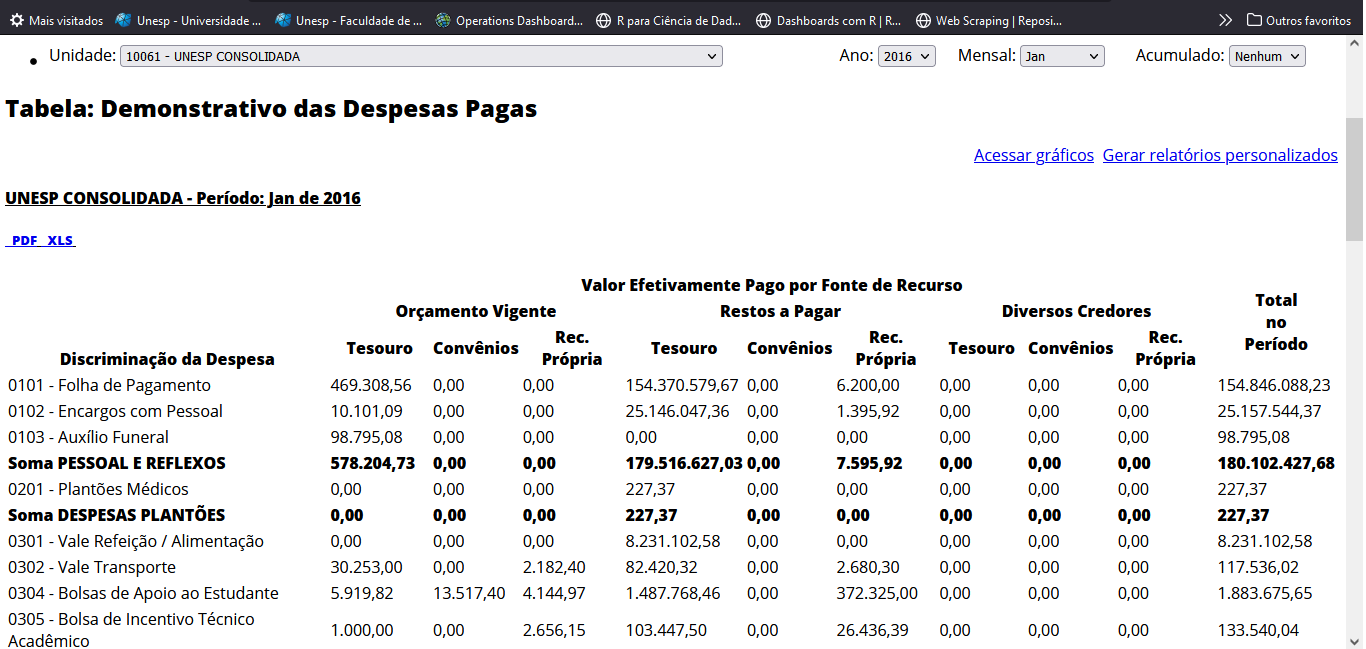 Mais visitados Unesp - Universidade ... Unesp - Faculdade de ... Operations Dashboard... R para Ciência de Dad... Dashboards com R | R... Web Scraping | Reposi... Outros favoritos
Unidade: 10061 - UNESP CONSOLIDADA Ano: 2016 Mensal: Jan Acumulado: Nenhum
Tabela: Demonstrativo das Despesas Pagas
Acessar gráficos Gerar relatórios personalizados
UNESP CONSOLIDADA - Período: Jan de 2016
PDF XLS
Valor Efetivamente Pago por Fonte de Recurso
Orçamento Vigente Restos a Pagar Diversos Credores Total no Período
Discriminação da Despesa Tesouro Convênios Rec. Própria Tesouro Convênios Rec. Própria Tesouro Convênios Rec. Própria
0101 - Folha de Pagamento 469.308,56 0,00 0,00 154.370.579,67 0,00 6.200,00 0,00 0,00 0,00 154.846.088,23
0102 - Encargos com Pessoal 10.101,09 0,00 0,00 25.146.047,36 0,00 1.395,92 0,00 0,00 0,00 25.157.544,37
0103 - Auxílio Funeral 98.795,08 0,00 0,00 0,00 0,00 0,00 0,00 0,00 0,00 98.795,08
Soma PESSOAL E REFLEXOS 578.204,73 0,00 0,00 179.516.627,03 0,00 7.595,92 0,00 0,00 0,00 180.102.427,68
0201 - Plantões Médicos 0,00 0,00 0,00 227,37 0,00 0,00 0,00 0,00 0,00 227,37
Soma DESPESAS PLANTÕES 0,00 0,00 0,00 227,37 0,00 0,00 0,00 0,00 0,00 227,37
0301 - Vale Refeição / Alimentação 0,00 0,00 0,00 8.231.102,58 0,00 0,00 0,00 0,00 0,00 8.231.102,58
0302 - Vale Transporte 30.253,00 0,00 2.182,40 82.420,32 0,00 2.680,30 0,00 0,00 0,00 117.536,02
0304 - Bolsas de Apoio ao Estudante 5.919,82 13.517,40 4.144,97 1.487.768,46 0,00 372.325,00 0,00 0,00 0,00 1.883.675,65
0305 - Bolsa de Incentivo Técnico Acadêmico 1.000,00 0,00 2.656,15 103.447,50 0,00 26.436,39 0,00 0,00 0,00 133.540,04